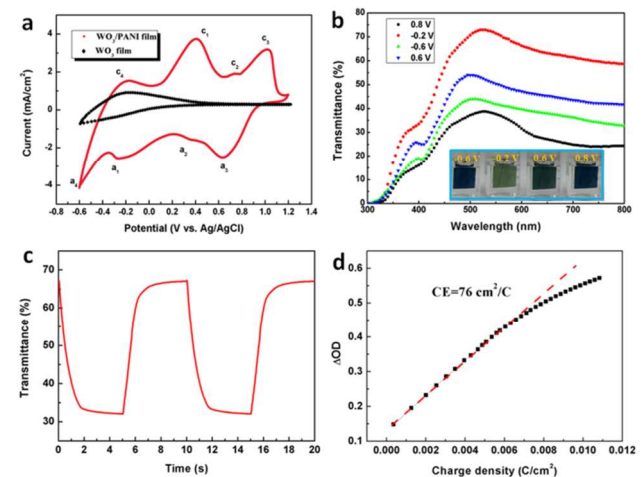 a
WO₃/PANI film
WO₃ film
c₁
c₂
c₃
c₄
a₁
a₂
a₃
a₄
4
2
0
-2
-4
-0.8 -0.6 -0.4 -0.2 0.0 0.2 0.4 0.6 0.8 1.0 1.2 1.4
Current (mA/cm²)
Potential (V vs. Ag/AgCl)
b
0.8 V
-0.2 V
-0.6 V
0.6 V
80
70
60
50
40
30
20
10
0
300 400 500 600 700 800
Transmittance (%)
Wavelength (nm)
-0.6 V -0.2 V 0.6 V 0.8 V
c
70
60
50
40
30
0 2 4 6 8 10 12 14 16 18 20
Transmittance (%)
Time (s)
d
CE=76 cm²/C
0.6
0.5
0.4
0.3
0.2
0.1
0.000 0.002 0.004 0.006 0.008 0.010 0.012
ΔOD
Charge density (C/cm²)